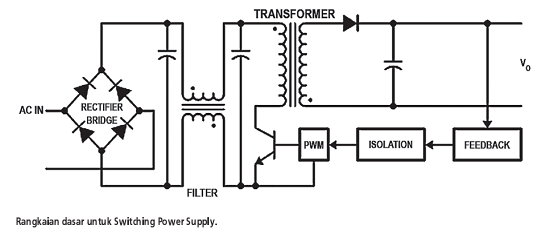 TRANSFORMER
AC IN
RECTIFIER
BRIDGE
V₀
PWM
ISOLATION
FEEDBACK
FILTER
Rangkaian dasar untuk Switching Power Supply.